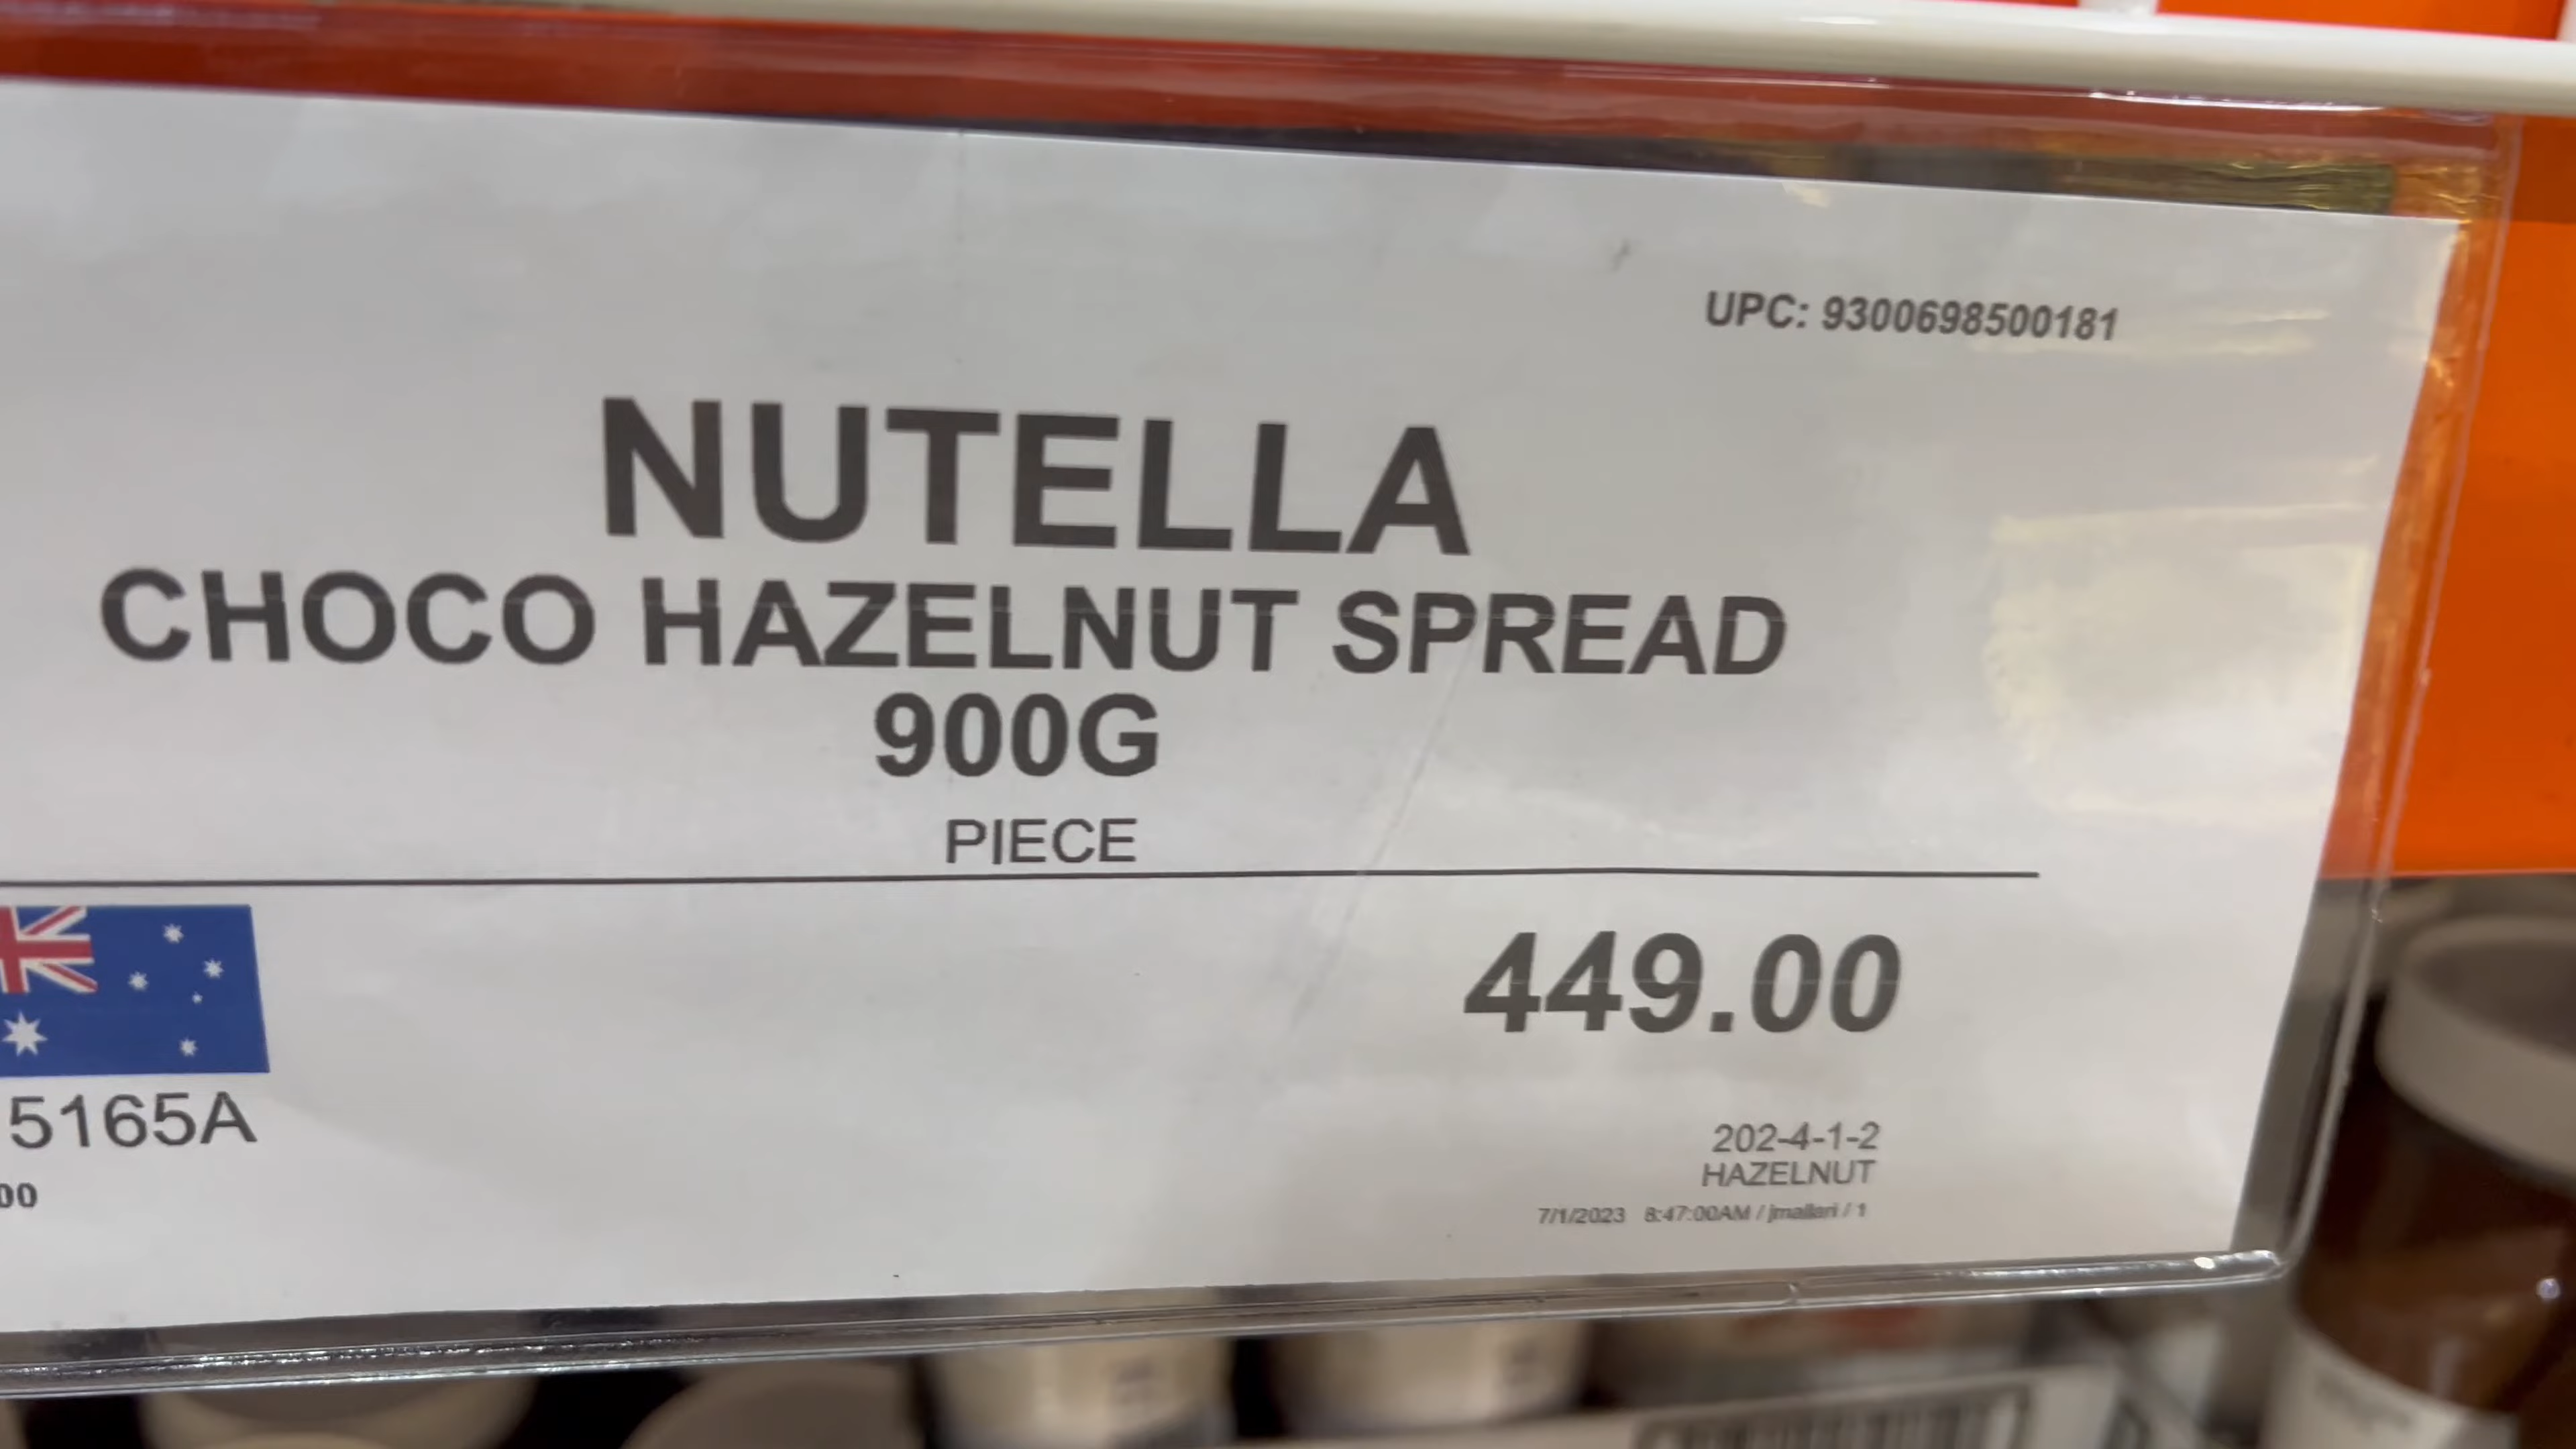 UPC: 9300698500181
NUTELLA
CHOCO HAZELNUT SPREAD
900G
PIECE
449.00
5165A
00
202-4-1-2
HAZELNUT
7/1/2023 8:47:00AM / jmallari / 1